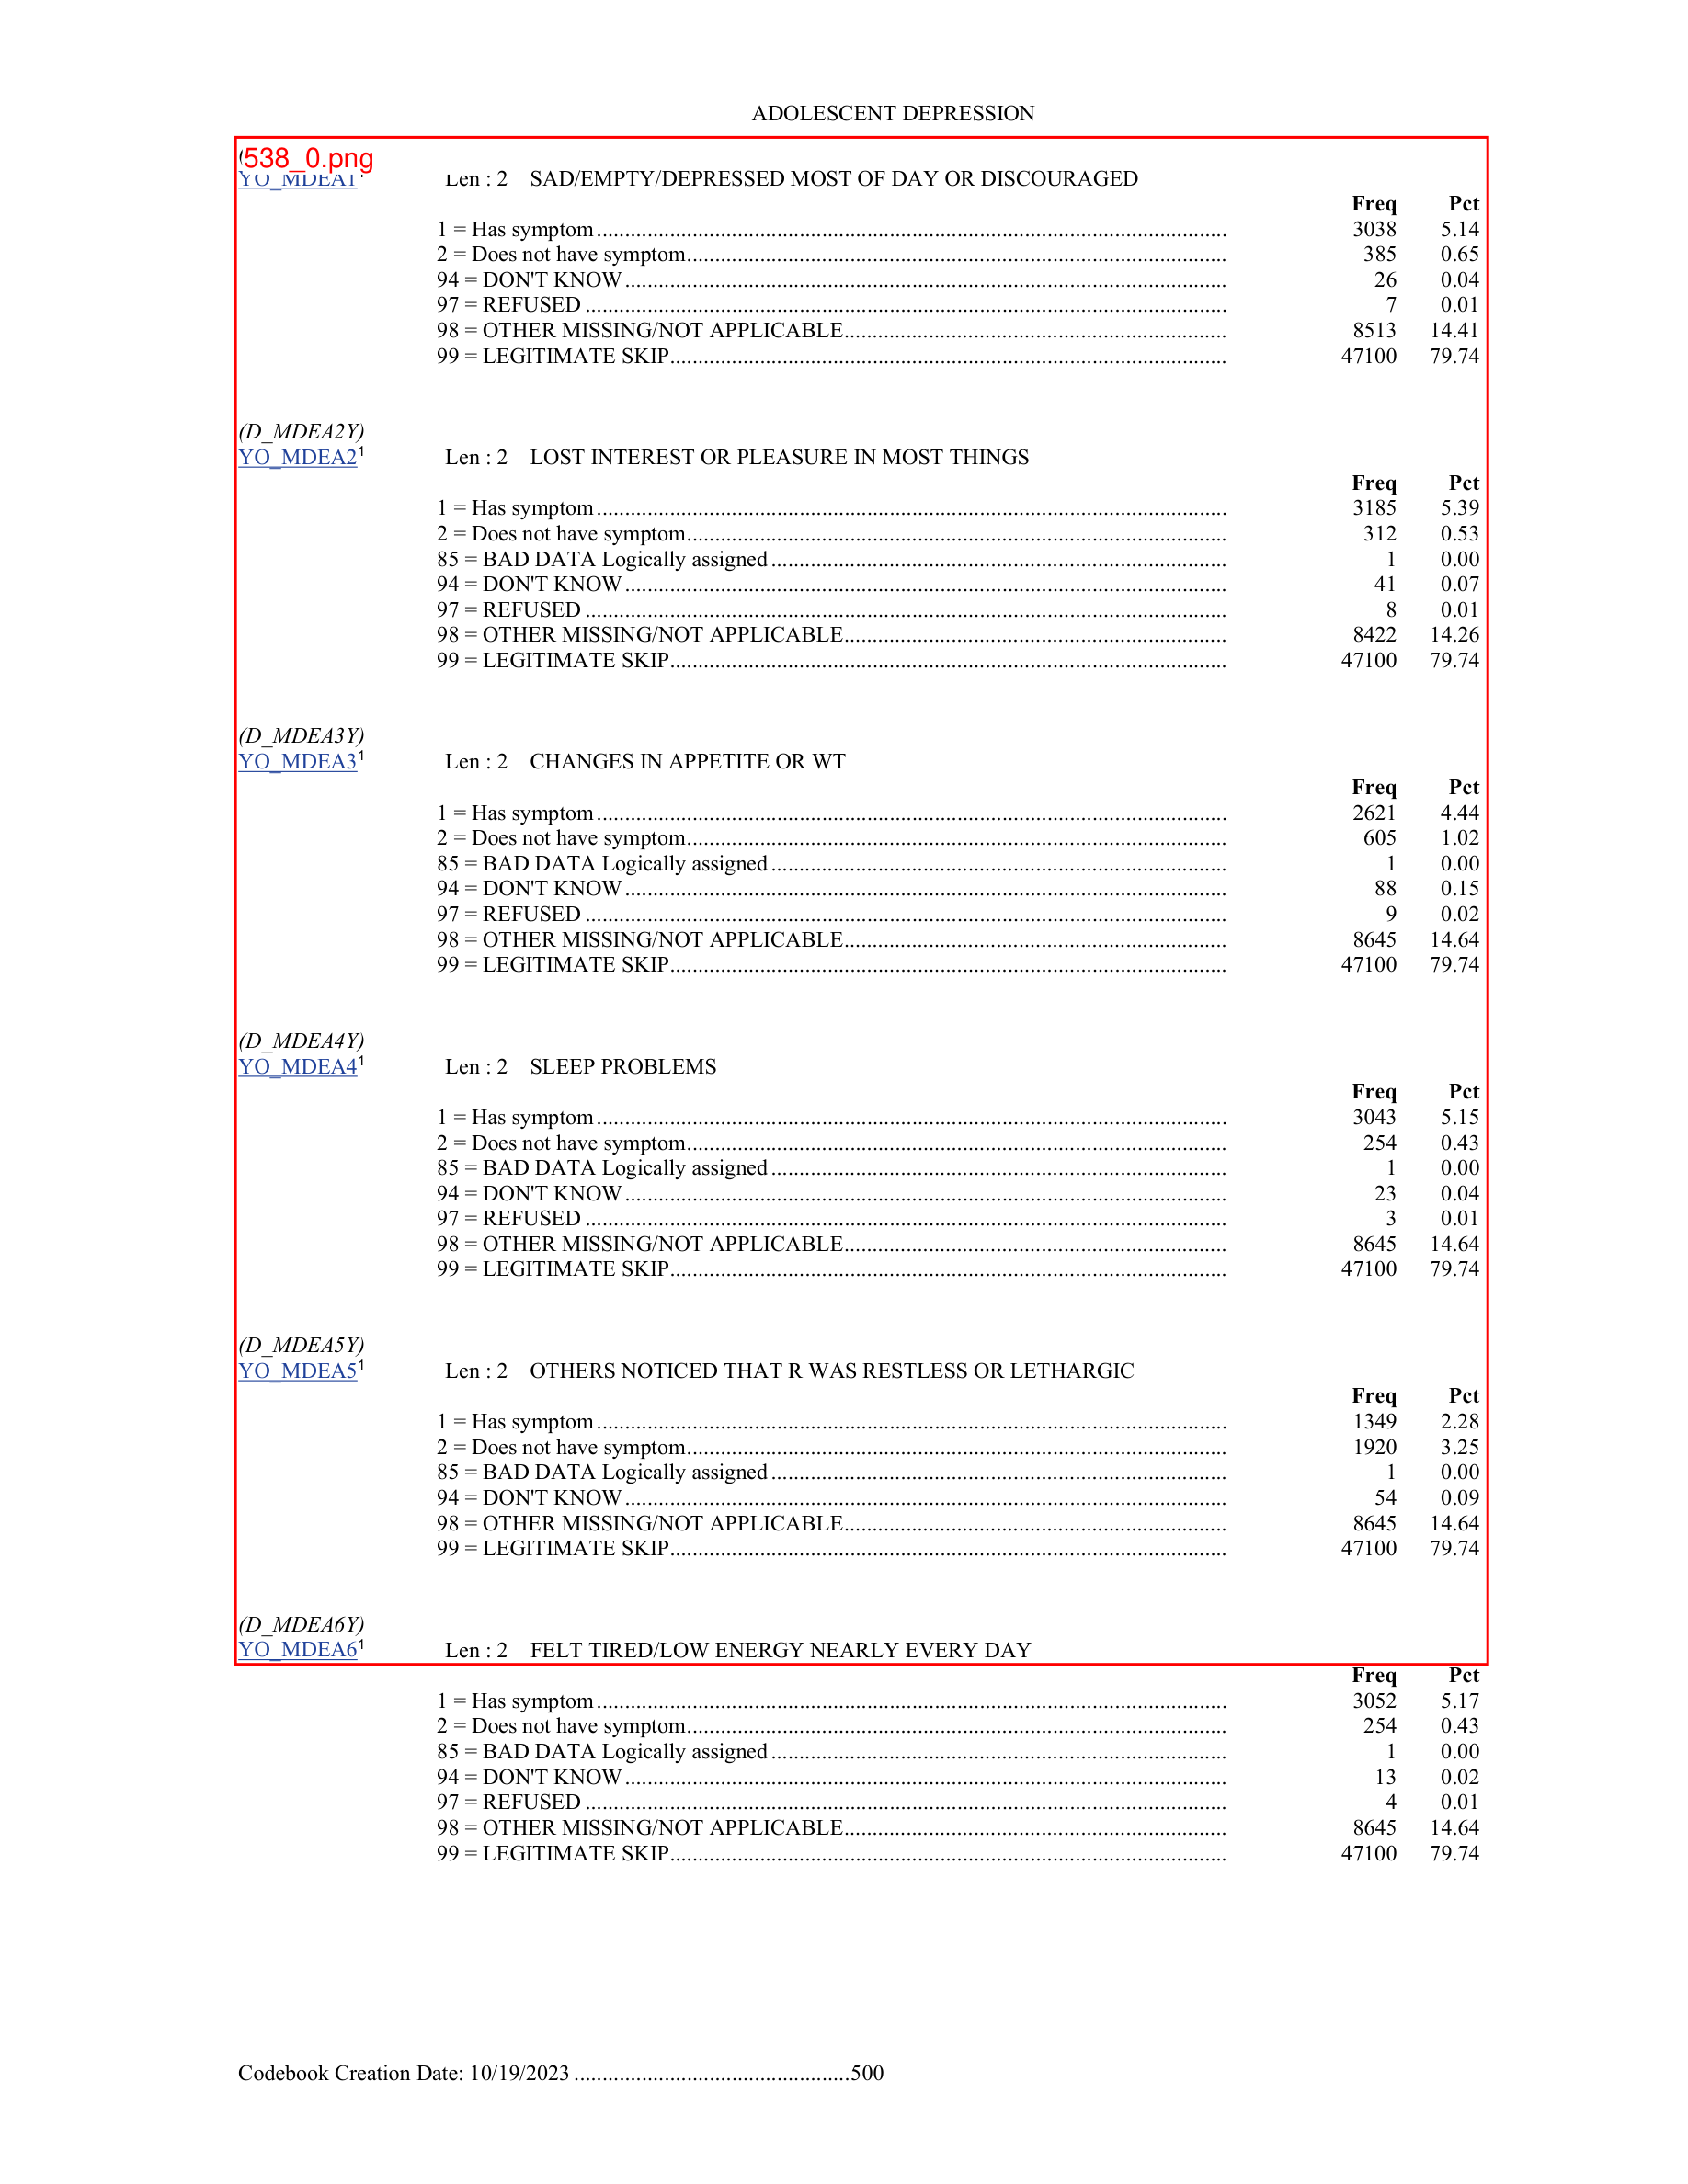 ADOLESCENT DEPRESSION
538_0.png
YO_MDEA1¹ Len : 2 SAD/EMPTY/DEPRESSED MOST OF DAY OR DISCOURAGED
Freq Pct
1 = Has symptom 3038 5.14
2 = Does not have symptom 385 0.65
94 = DON'T KNOW 26 0.04
97 = REFUSED 7 0.01
98 = OTHER MISSING/NOT APPLICABLE 8513 14.41
99 = LEGITIMATE SKIP 47100 79.74
(D_MDEA2Y)
YO_MDEA2¹ Len : 2 LOST INTEREST OR PLEASURE IN MOST THINGS
Freq Pct
1 = Has symptom 3185 5.39
2 = Does not have symptom 312 0.53
85 = BAD DATA Logically assigned 1 0.00
94 = DON'T KNOW 41 0.07
97 = REFUSED 8 0.01
98 = OTHER MISSING/NOT APPLICABLE 8422 14.26
99 = LEGITIMATE SKIP 47100 79.74
(D_MDEA3Y)
YO_MDEA3¹ Len : 2 CHANGES IN APPETITE OR WT
Freq Pct
1 = Has symptom 2621 4.44
2 = Does not have symptom 605 1.02
85 = BAD DATA Logically assigned 1 0.00
94 = DON'T KNOW 88 0.15
97 = REFUSED 9 0.02
98 = OTHER MISSING/NOT APPLICABLE 8645 14.64
99 = LEGITIMATE SKIP 47100 79.74
(D_MDEA4Y)
YO_MDEA4¹ Len : 2 SLEEP PROBLEMS
Freq Pct
1 = Has symptom 3043 5.15
2 = Does not have symptom 254 0.43
85 = BAD DATA Logically assigned 1 0.00
94 = DON'T KNOW 23 0.04
97 = REFUSED 3 0.01
98 = OTHER MISSING/NOT APPLICABLE 8645 14.64
99 = LEGITIMATE SKIP 47100 79.74
(D_MDEA5Y)
YO_MDEA5¹ Len : 2 OTHERS NOTICED THAT R WAS RESTLESS OR LETHARGIC
Freq Pct
1 = Has symptom 1349 2.28
2 = Does not have symptom 1920 3.25
85 = BAD DATA Logically assigned 1 0.00
94 = DON'T KNOW 54 0.09
98 = OTHER MISSING/NOT APPLICABLE 8645 14.64
99 = LEGITIMATE SKIP 47100 79.74
(D_MDEA6Y)
YO_MDEA6¹ Len : 2 FELT TIRED/LOW ENERGY NEARLY EVERY DAY
Freq Pct
1 = Has symptom 3052 5.17
2 = Does not have symptom 254 0.43
85 = BAD DATA Logically assigned 1 0.00
94 = DON'T KNOW 13 0.02
97 = REFUSED 4 0.01
98 = OTHER MISSING/NOT APPLICABLE 8645 14.64
99 = LEGITIMATE SKIP 47100 79.74
Codebook Creation Date: 10/19/2023 500